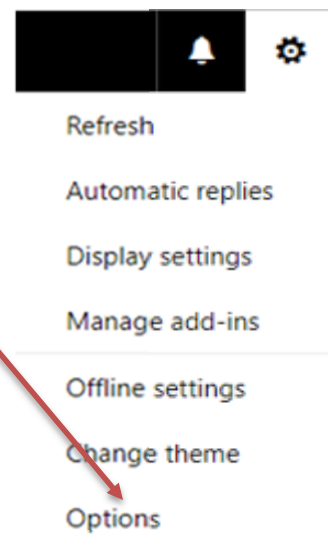 Refresh
Automatic replies
Display settings
Manage add-ins
Offline settings
Change theme
Options